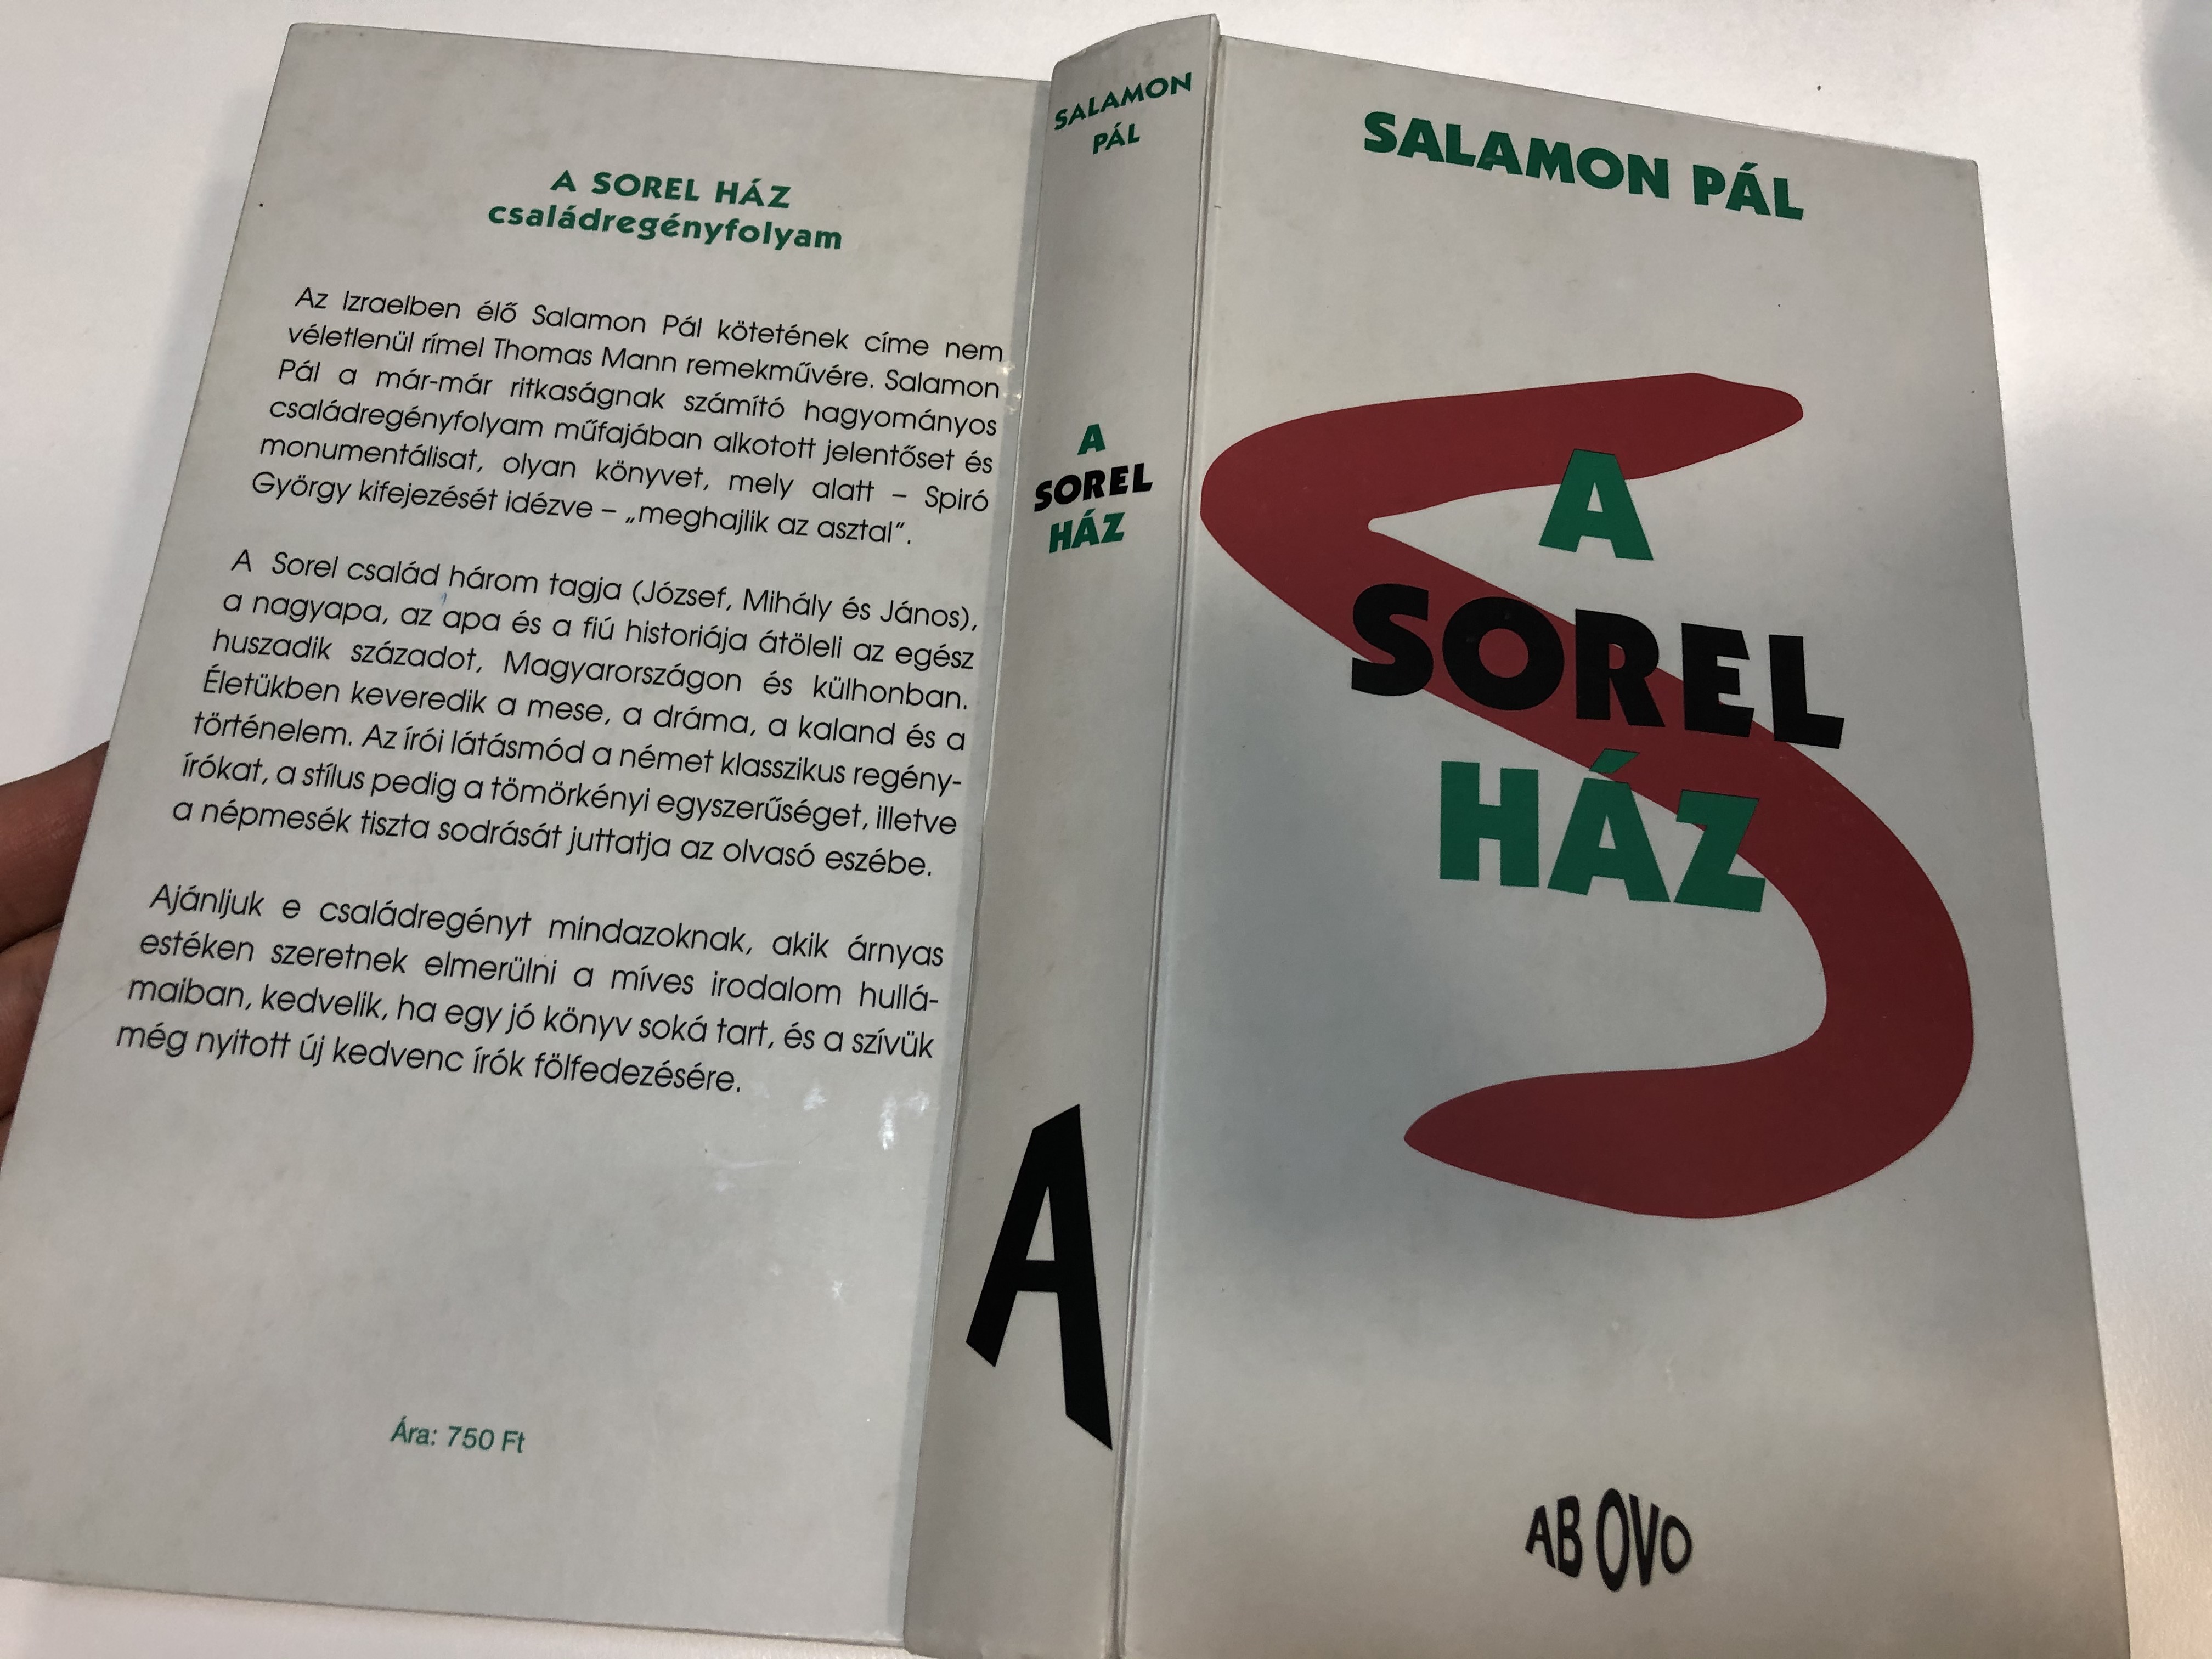 A SOREL HÁZ
családregényfolyam
Az Izraelben élő Salamon Pál kötetének címe nem
véletlenül rímel Thomas Mann remekművére. Salamon
Pál a már-már ritkaságnak számító hagyományos
családregényfolyam műfajában alkotott jelentőset és
monumentálisat, olyan könyvet, mely alatt – Spiró
György kifejezését idézve – „meghajlik az asztal”.
A Sorel család három tagja (József, Mihály és János),
a nagyapa, az apa és a fiú historiája átöleli az egész
huszadik századot, Magyarországon és külhonban.
Életükben keveredik a mese, a dráma, a kaland és a
történelem. Az írói látásmód a német klasszikus regény-
írókat, a stílus pedig a tömörkényi egyszerűséget, illetve
a népmesék tiszta sodrását juttatja az olvasó eszébe.
Ajánljuk e családregényt mindazoknak, akik árnyas
estéken szeretnek elmerülni a míves irodalom hullá-
maiban, kedvelik, ha egy jó könyv soká tart, és a szívük
még nyitott új kedvenc írók fölfedezésére.
Ára: 750 Ft
SALAMON
PÁL
A
SOREL
HÁZ
A
SALAMON PÁL
A
SOREL
HÁZ
AB OVO